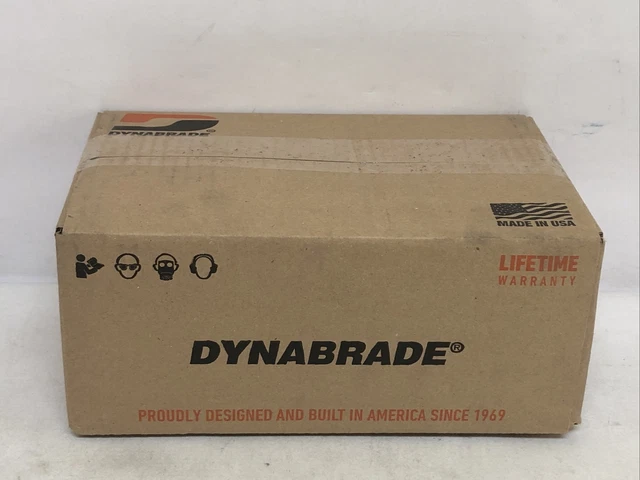 DYNABRADE®
MADE IN USA
LIFETIME
WARRANTY
DYNABRADE®
PROUDLY DESIGNED AND BUILT IN AMERICA SINCE 1969